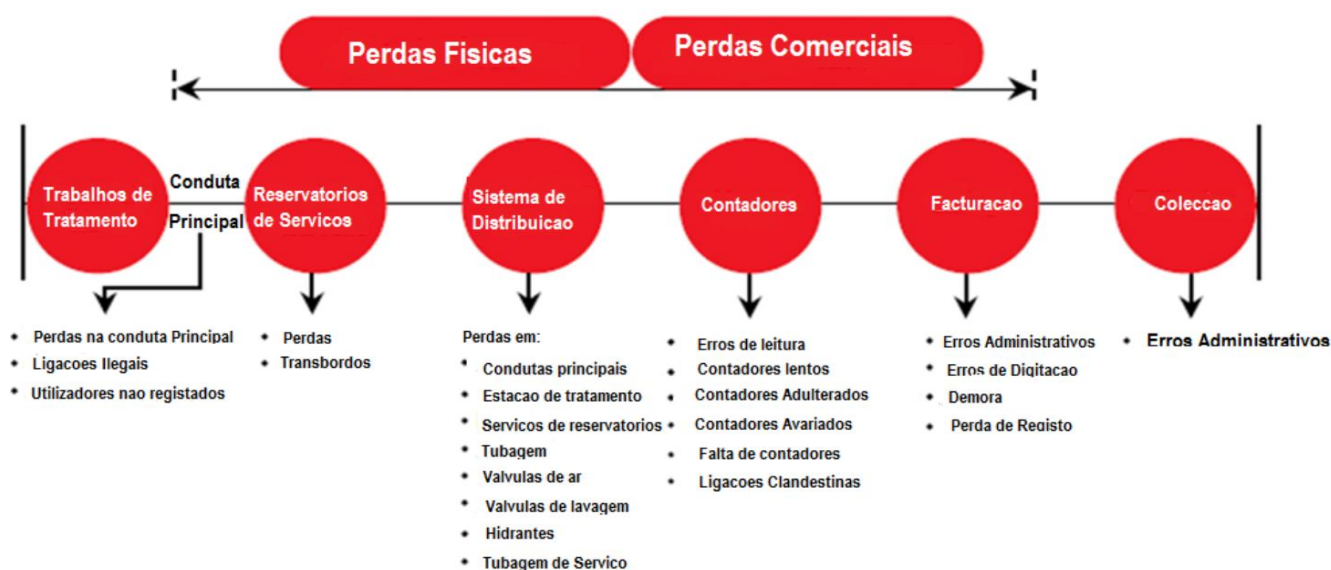 Perdas Fisicas
Perdas Comerciais
Trabalhos de
Tratamento
Conduta
Principal
Reservatorios
de Servicos
Sistema de
Distribuicao
Contadores
Facturacao
Coleccao
Perdas na conduta Principal
Ligacoes Ilegais
Utilizadores nao registados
Perdas
Transbordos
Perdas em:
Condutas principais
Estacao de tratamento
Servicos de reservatorios
Tubagem
Valvulas de ar
Valvulas de lavagem
Hidrantes
Tubagem de Servico
Erros de leitura
Contadores lentos
Contadores Adulterados
Contadores Avariados
Falta de contadores
Ligacões Clandestinas
Erros Administrativos
Erros de Digitacao
Demora
Perda de Registo
Erros Administrativos